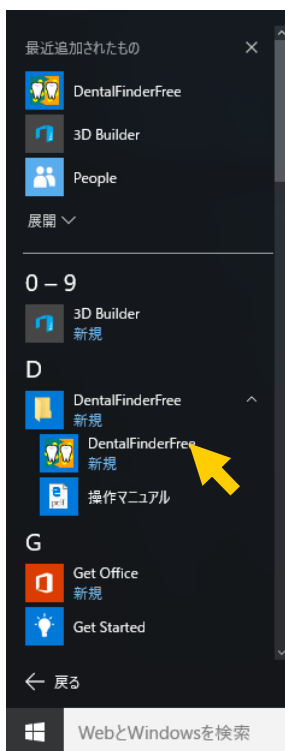 最近追加されたもの
DentalFinderFree
3D Builder
People
展開
0 – 9
3D Builder
新規
D
DentalFinderFree
新規
DentalFinderFree
新規
操作マニュアル
G
Get Office
新規
Get Started
戻る
WebとWindowsを検索